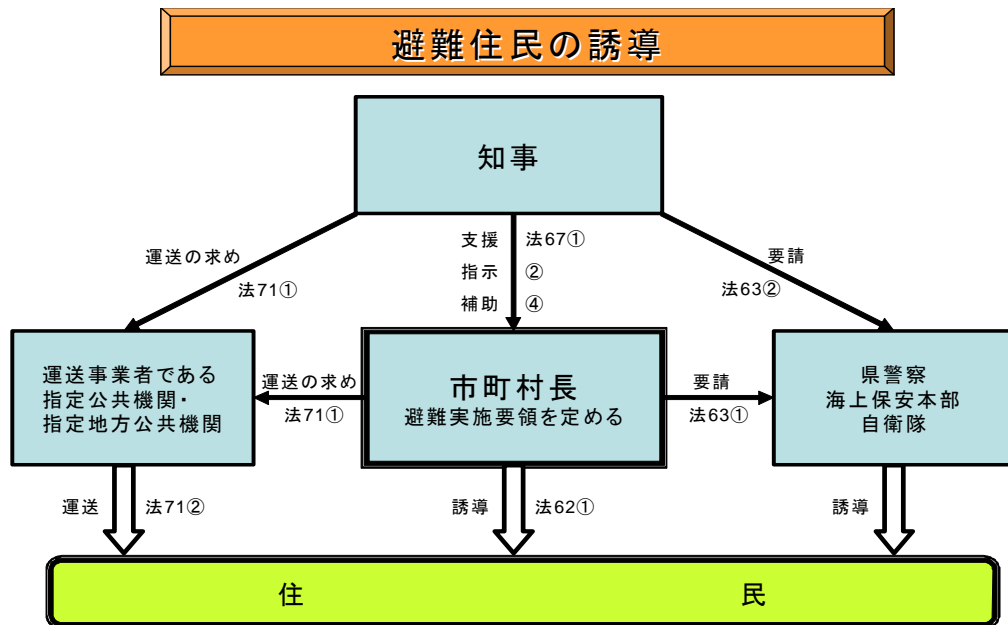 避難住民の誘導
知事
運送の求め
法71①
支援 法67①
指示 ②
補助 ④
要請
法63②
運送事業者である
指定公共機関・
指定地方公共機関
運送の求め
法71①
市町村長
避難実施要領を定める
要請
法63①
県警察
海上保安本部
自衛隊
運送 法71②
誘導 法62①
誘導
住 民